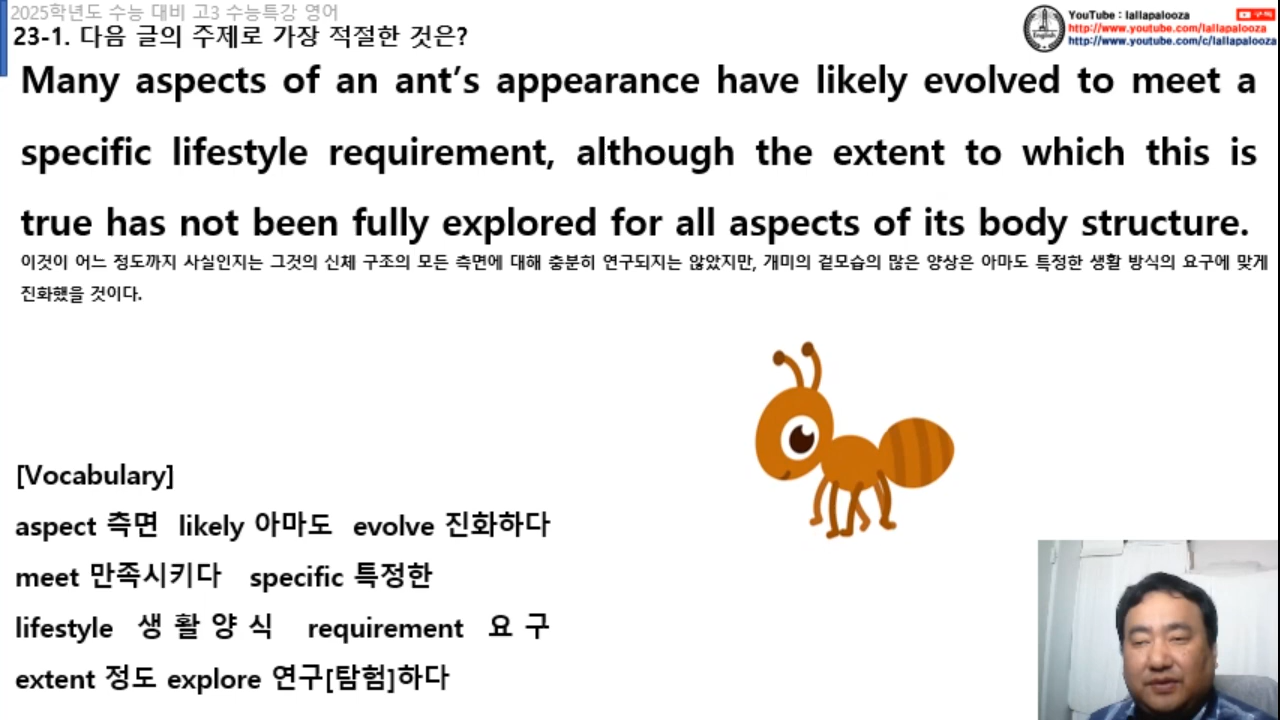 2025학년도 수능 대비 고3 수능특강 영어
23-1. 다음 글의 주제로 가장 적절한 것은?
YouTube : lallapalooza
구독
http://www.youtube.com/lallapalooza
http://www.youtube.com/c/lallapalooza
English
Many aspects of an ant’s appearance have likely evolved to meet a
specific lifestyle requirement, although the extent to which this is
true has not been fully explored for all aspects of its body structure.
이것이 어느 정도까지 사실인지는 그것의 신체 구조의 모든 측면에 대해 충분히 연구되지는 않았지만, 개미의 겉모습의 많은 양상은 아마도 특정한 생활 방식의 요구에 맞게
진화했을 것이다.
[Vocabulary]
aspect 측면 likely 아마도 evolve 진화하다
meet 만족시키다 specific 특정한
lifestyle 생 활 양 식 requirement 요 구
extent 정도 explore 연구[탐험]하다